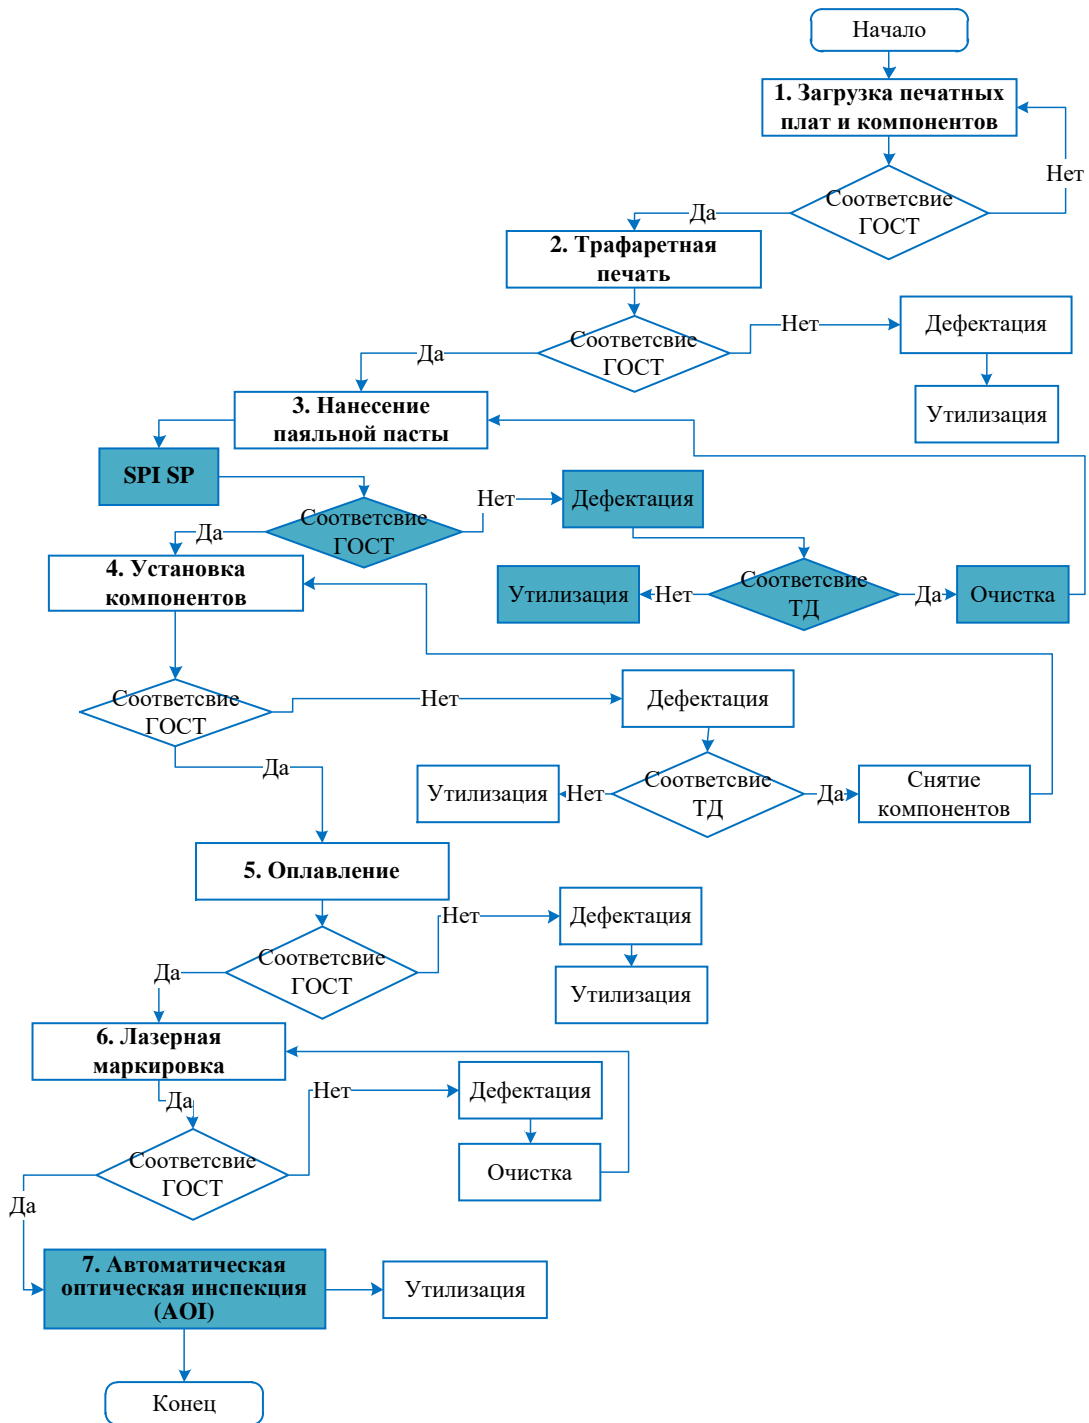 Начало
1. Загрузка печатных
плат и компонентов
Нет
Соответсвие
ГОСТ
Да
2. Трафаретная
печать
Соответсвие
ГОСТ
Нет
Дефектация
Да
Утилизация
3. Нанесение
паяльной пасты
SPI SP
Соответсвие
ГОСТ
Нет
Дефектация
Да
4. Установка
компонентов
Соответсвие
ТД
Утилизация
Нет
Да
Очистка
Соответсвие
ГОСТ
Нет
Дефектация
Да
Соответсвие
ТД
Утилизация
Нет
Да
Снятие
компонентов
5. Оплавление
Нет
Дефектация
Соответсвие
ГОСТ
Да
Утилизация
6. Лазерная
маркировка
Да
Нет
Дефектация
Соответсвие
ГОСТ
Очистка
Да
7. Автоматическая
оптическая инспекция
(AOI)
Утилизация
Конец